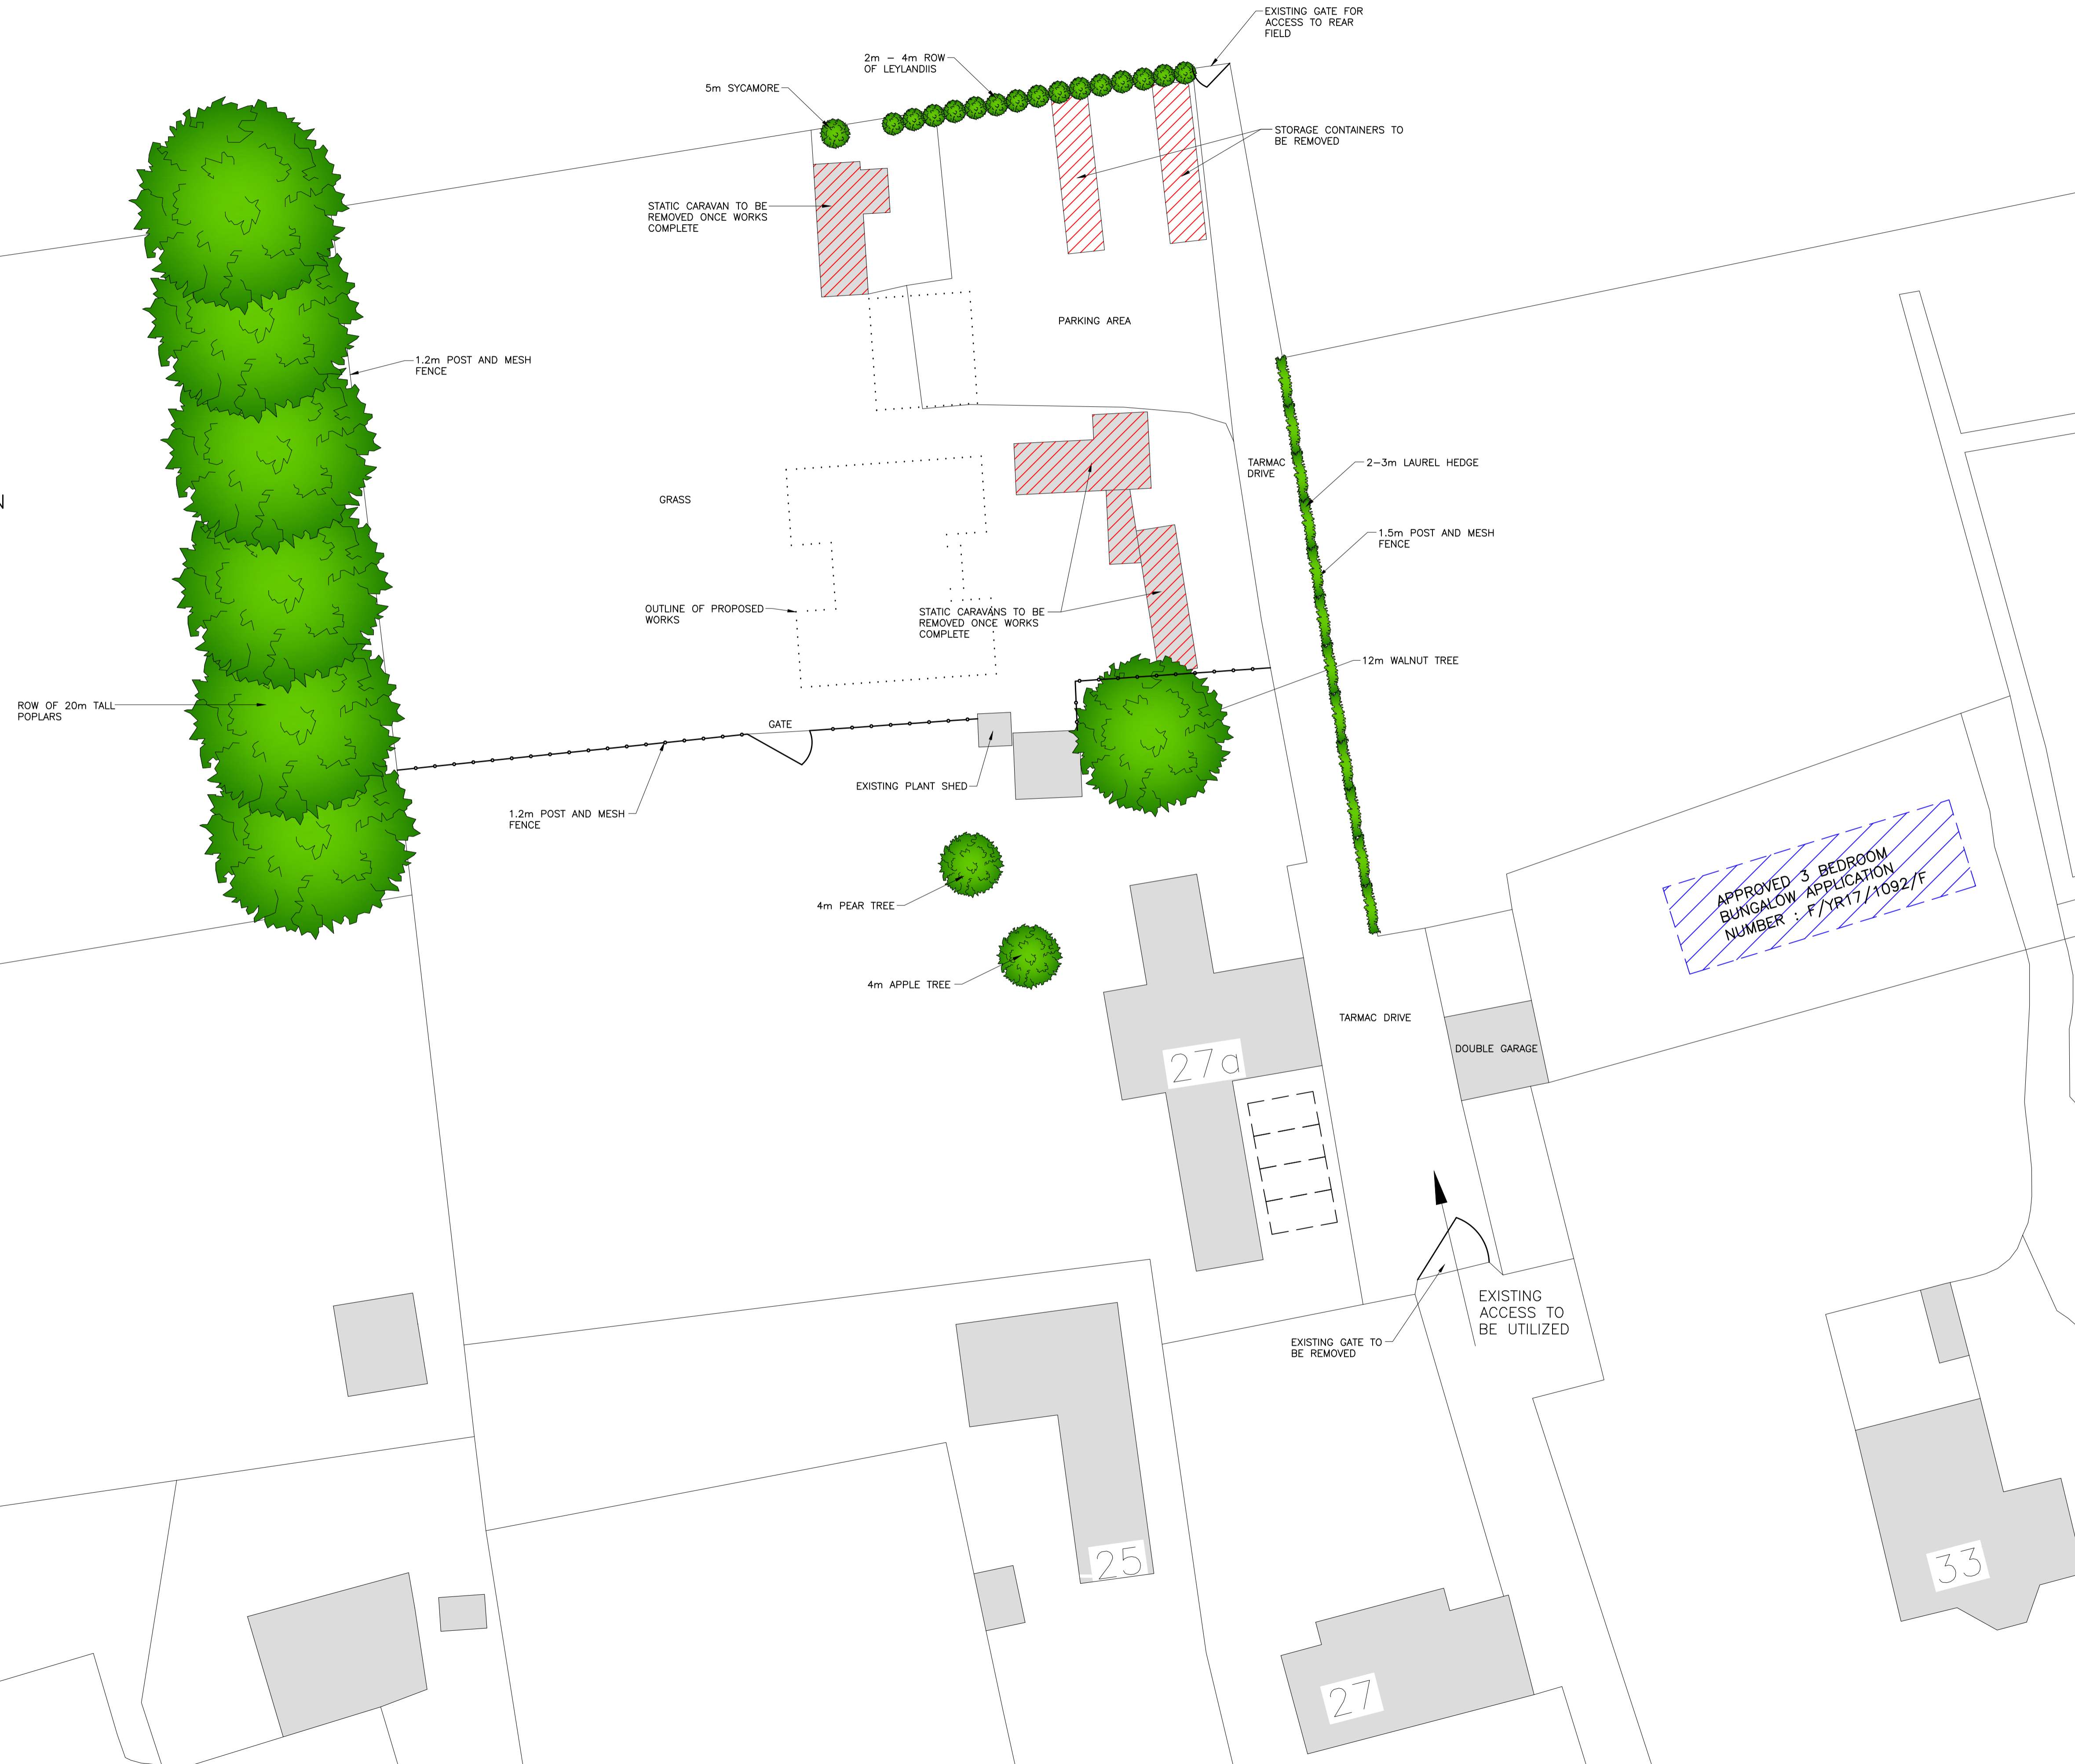 EXISTING GATE FOR
ACCESS TO REAR
FIELD
2m - 4m ROW
OF LEYLANDIIS
5m SYCAMORE
STORAGE CONTAINERS TO
BE REMOVED
STATIC CARAVAN TO BE
REMOVED ONCE WORKS
COMPLETE
PARKING AREA
1.2m POST AND MESH
FENCE
TARMAC
DRIVE
2-3m LAUREL HEDGE
GRASS
N
1.5m POST AND MESH
FENCE
OUTLINE OF PROPOSED
WORKS
STATIC CARAVANS TO BE
REMOVED ONCE WORKS
COMPLETE
12m WALNUT TREE
ROW OF 20m TALL
POPLARS
GATE
EXISTING PLANT SHED
1.2m POST AND MESH
FENCE
APPROVED 3 BEDROOM
BUNGALOW APPLICATION
NUMBER : F/YR17/1092/F
4m PEAR TREE
4m APPLE TREE
TARMAC DRIVE
DOUBLE GARAGE
27a
EXISTING
ACCESS TO
BE UTILIZED
EXISTING GATE TO
BE REMOVED
25
33
27